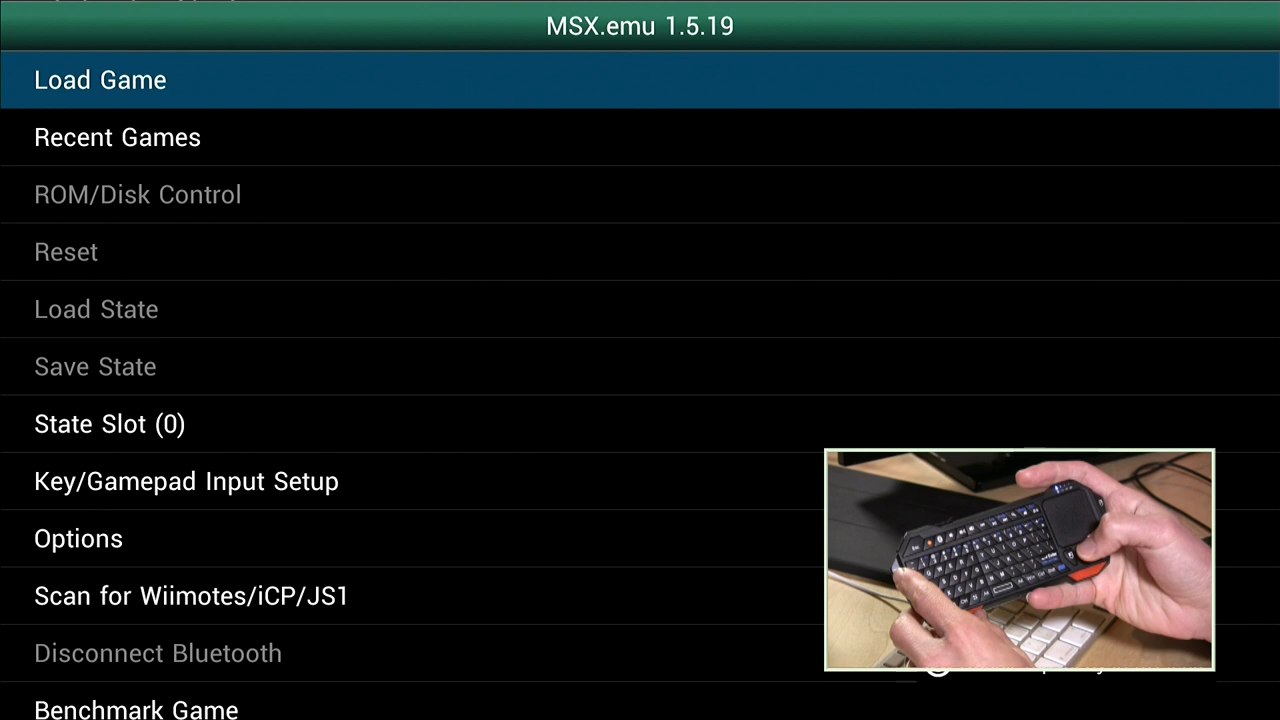 MSX.emu 1.5.19
Load Game
Recent Games
ROM/Disk Control
Reset
Load State
Save State
State Slot (0)
Key/Gamepad Input Setup
Options
Scan for Wiimotes/iCP/JS1
Disconnect Bluetooth
Benchmark Game